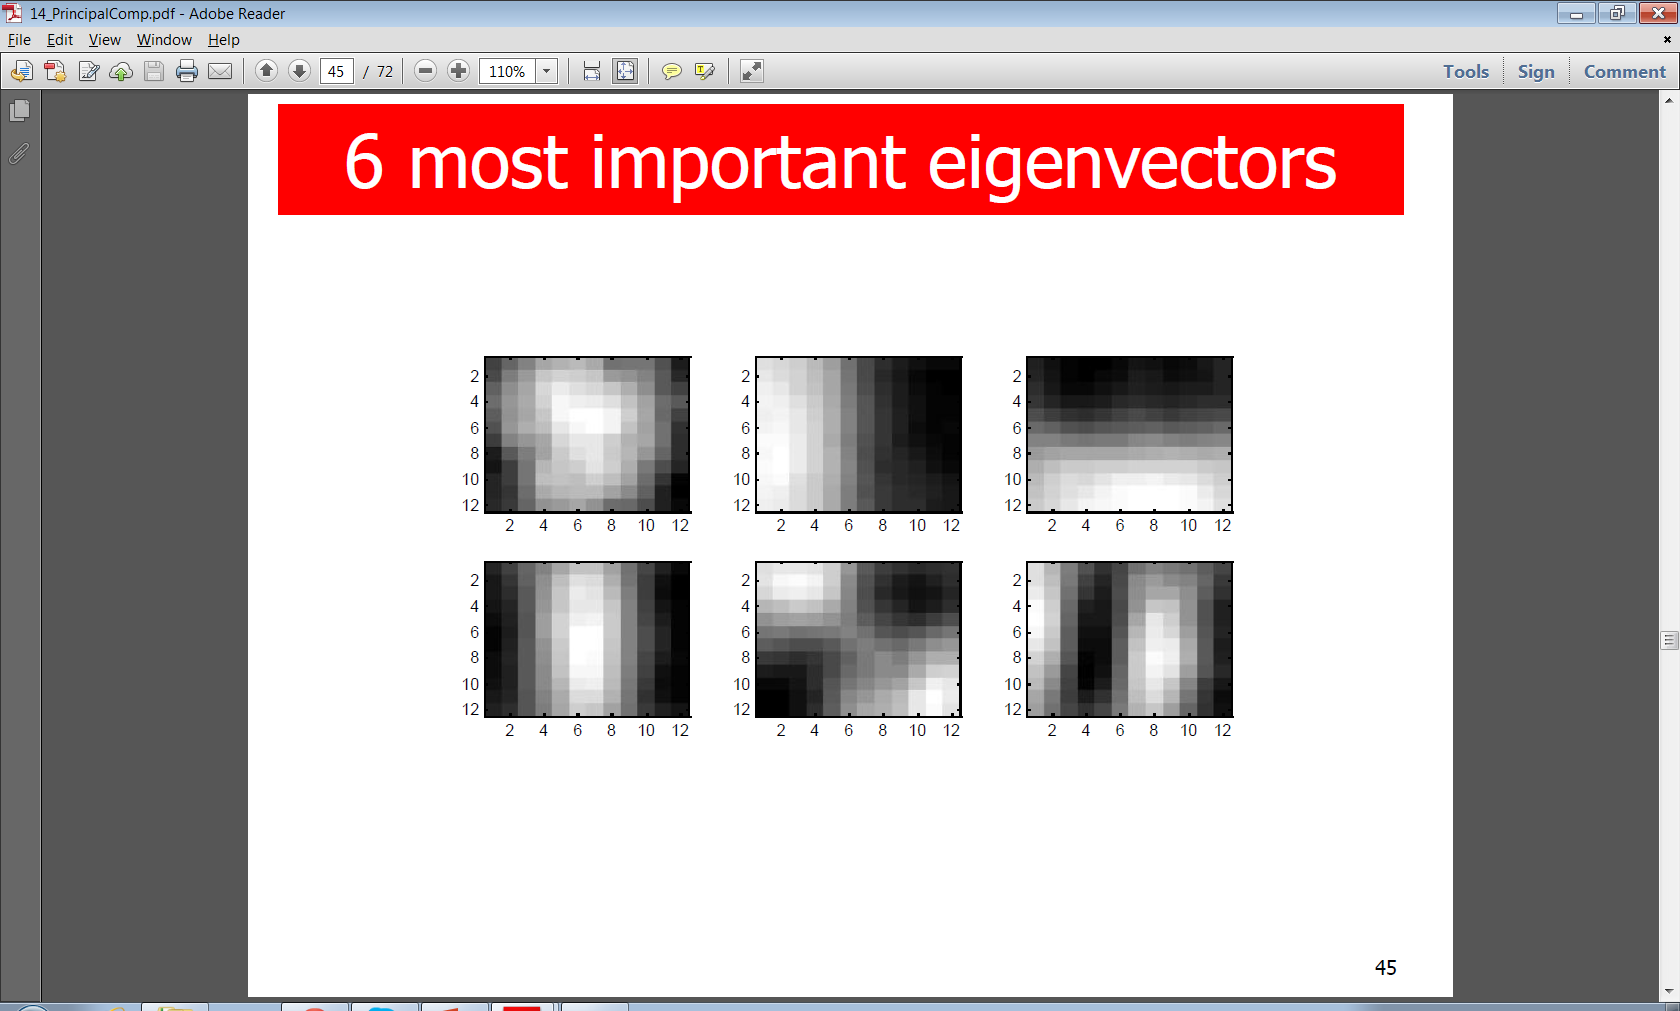 14_PrincipalComp.pdf - Adobe Reader
File Edit View Window Help
45 / 72 110% Tools Sign Comment
6 most important eigenvectors
2 2 2
4 4 4
6 6 6
8 8 8
10 10 10
12 12 12
2 4 6 8 10 12 2 4 6 8 10 12 2 4 6 8 10 12
2 2 2
4 4 4
6 6 6
8 8 8
10 10 10
12 12 12
2 4 6 8 10 12 2 4 6 8 10 12 2 4 6 8 10 12
45